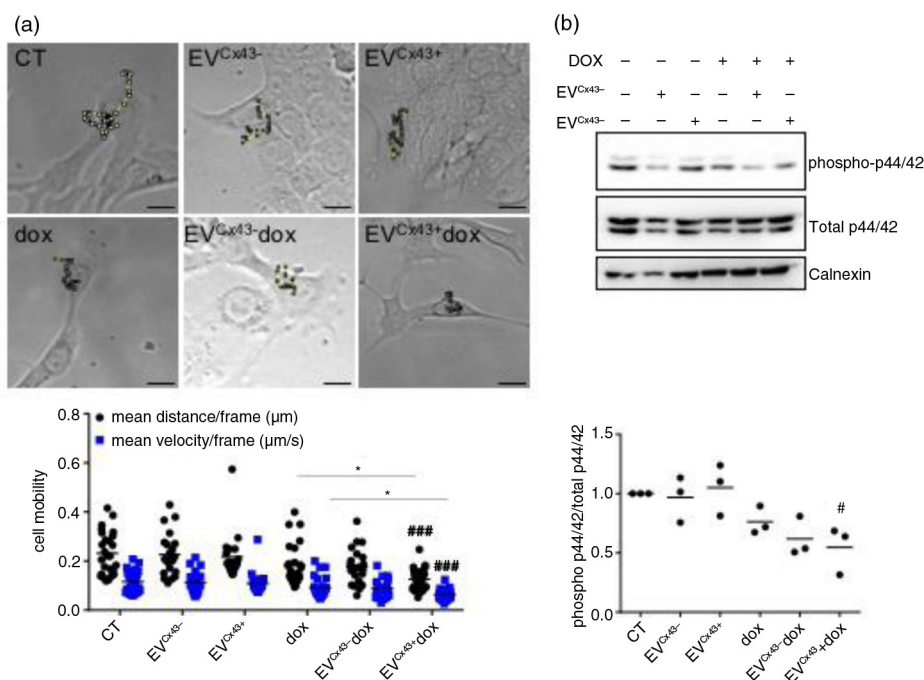 (a)
CT
EVCx43–
EVCx43+
dox
EVCx43-dox
EVCx43+dox
0.8
0.6
0.4
0.2
0.0
cell mobility
mean distance/frame (µm)
mean velocity/frame (µm/s)
*
*
###
###
CT
EVCx43–
EVCx43+
dox
EVCx43–dox
EVCx43+dox
(b)
DOX – – – + + +
EVCx43– – + – – + –
EVCx43– – – + – – +
phospho-p44/42
Total p44/42
Calnexin
phospho p44/42/total p44/42
1.5
1.0
0.5
0.0
#
CT
EVCx43–
EVCx43+
dox
EVCx43–dox
EVCx43+dox